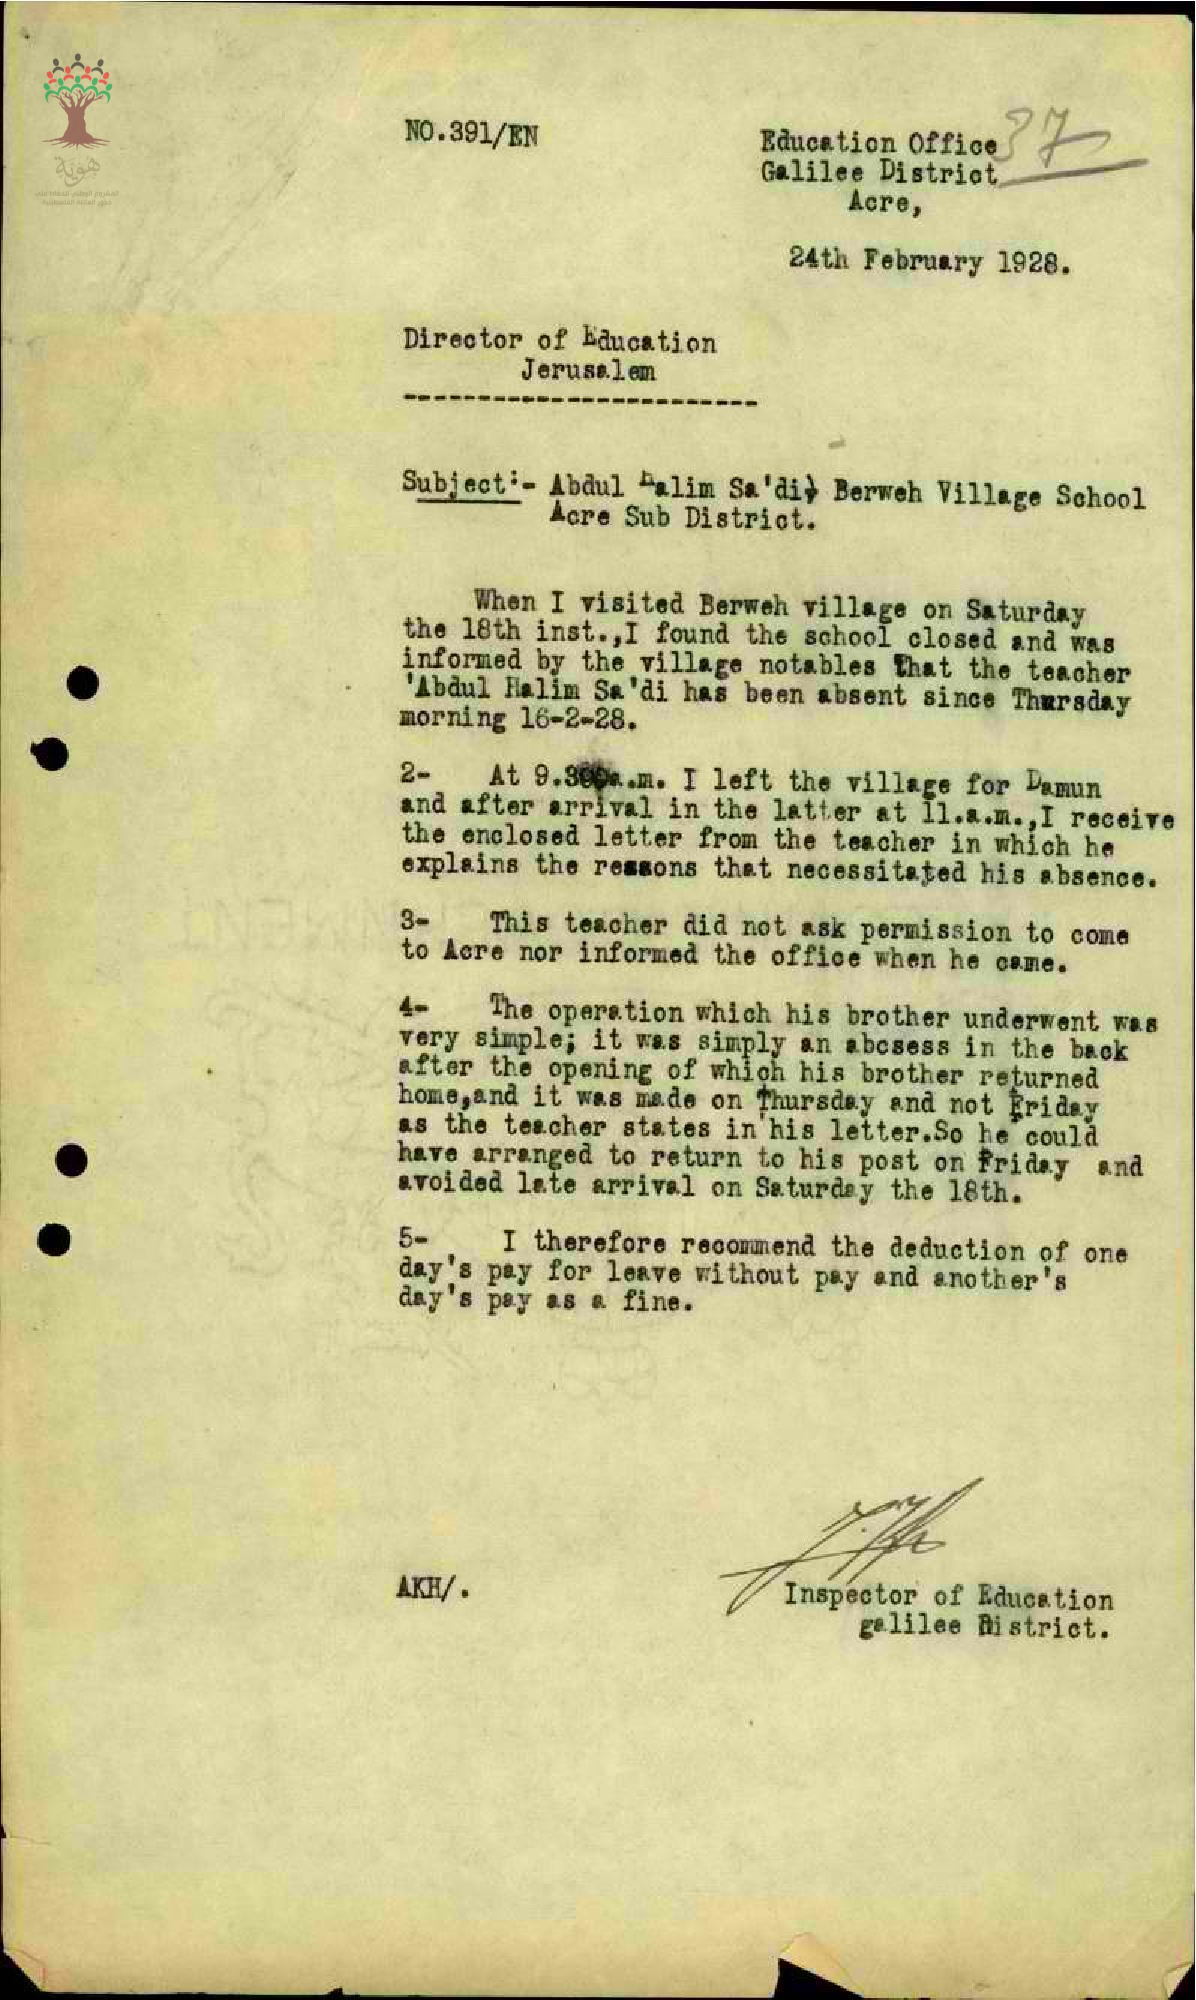 هوية
NO.391/EN
37
Education Office
Galilee District
Acre,
24th February 1928.
Director of Education
Jerusalem
------------------------
Subject:- Abdul Halim Sa'di, Berweh Village School
Acre Sub District.
When I visited Berweh village on Saturday
the 18th inst.,I found the school closed and was
informed by the village notables that the teacher
'Abdul Halim Sa'di has been absent since Thursday
morning 16-2-28.
2- At 9.30 a.m. I left the village for Damun
and after arrival in the latter at 11.a.m.,I receive
the enclosed letter from the teacher in which he
explains the reasons that necessitated his absence.
3- This teacher did not ask permission to come
to Acre nor informed the office when he came.
4- The operation which his brother underwent was
very simple; it was simply an abcsess in the back
after the opening of which his brother returned
home,and it was made on Thursday and not Friday
as the teacher states in his letter.So he could
have arranged to return to his post on Friday and
avoided late arrival on Saturday the 18th.
5- I therefore recommend the deduction of one
day's pay for leave without pay and another's
day's pay as a fine.
AKH/.
Inspector of Education
galilee District.